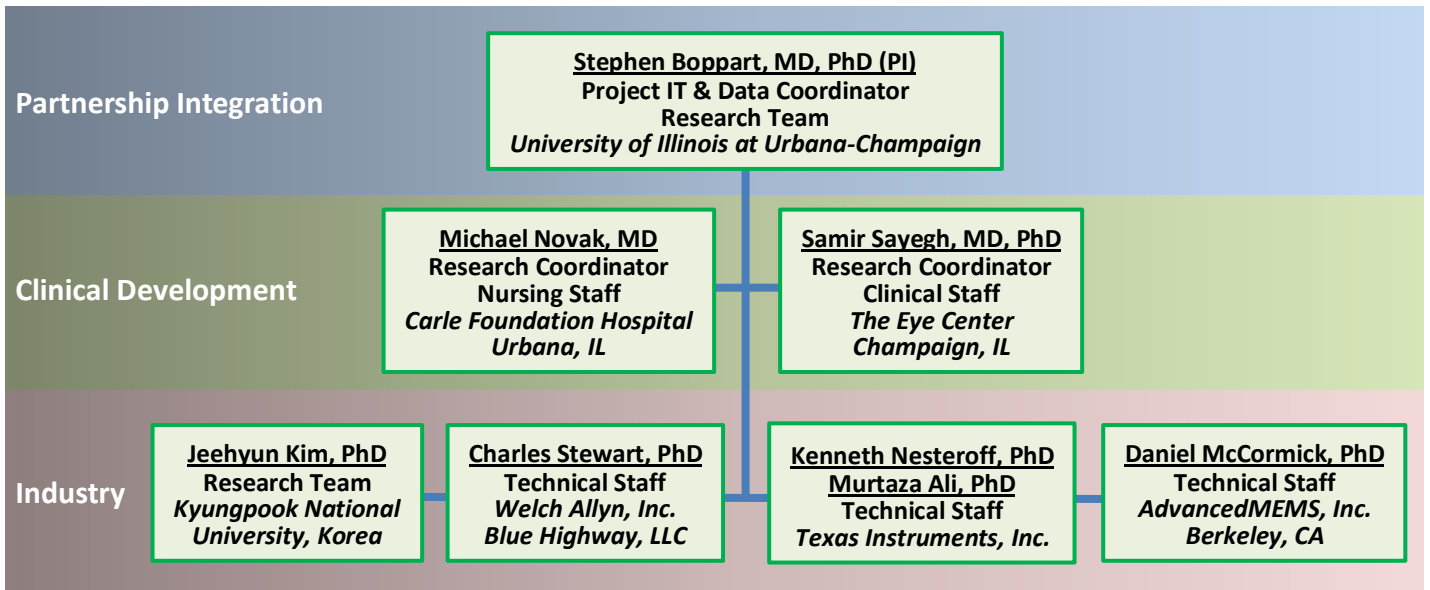 Partnership Integration
Stephen Boppart, MD, PhD (PI)
Project IT & Data Coordinator
Research Team
University of Illinois at Urbana-Champaign
Clinical Development
Michael Novak, MD
Research Coordinator
Nursing Staff
Carle Foundation Hospital
Urbana, IL
Samir Sayegh, MD, PhD
Research Coordinator
Clinical Staff
The Eye Center
Champaign, IL
Industry
Jeehyun Kim, PhD
Research Team
Kyungpook National
University, Korea
Charles Stewart, PhD
Technical Staff
Welch Allyn, Inc.
Blue Highway, LLC
Kenneth Nesteroff, PhD
Murtaza Ali, PhD
Technical Staff
Texas Instruments, Inc.
Daniel McCormick, PhD
Technical Staff
AdvancedMEMS, Inc.
Berkeley, CA